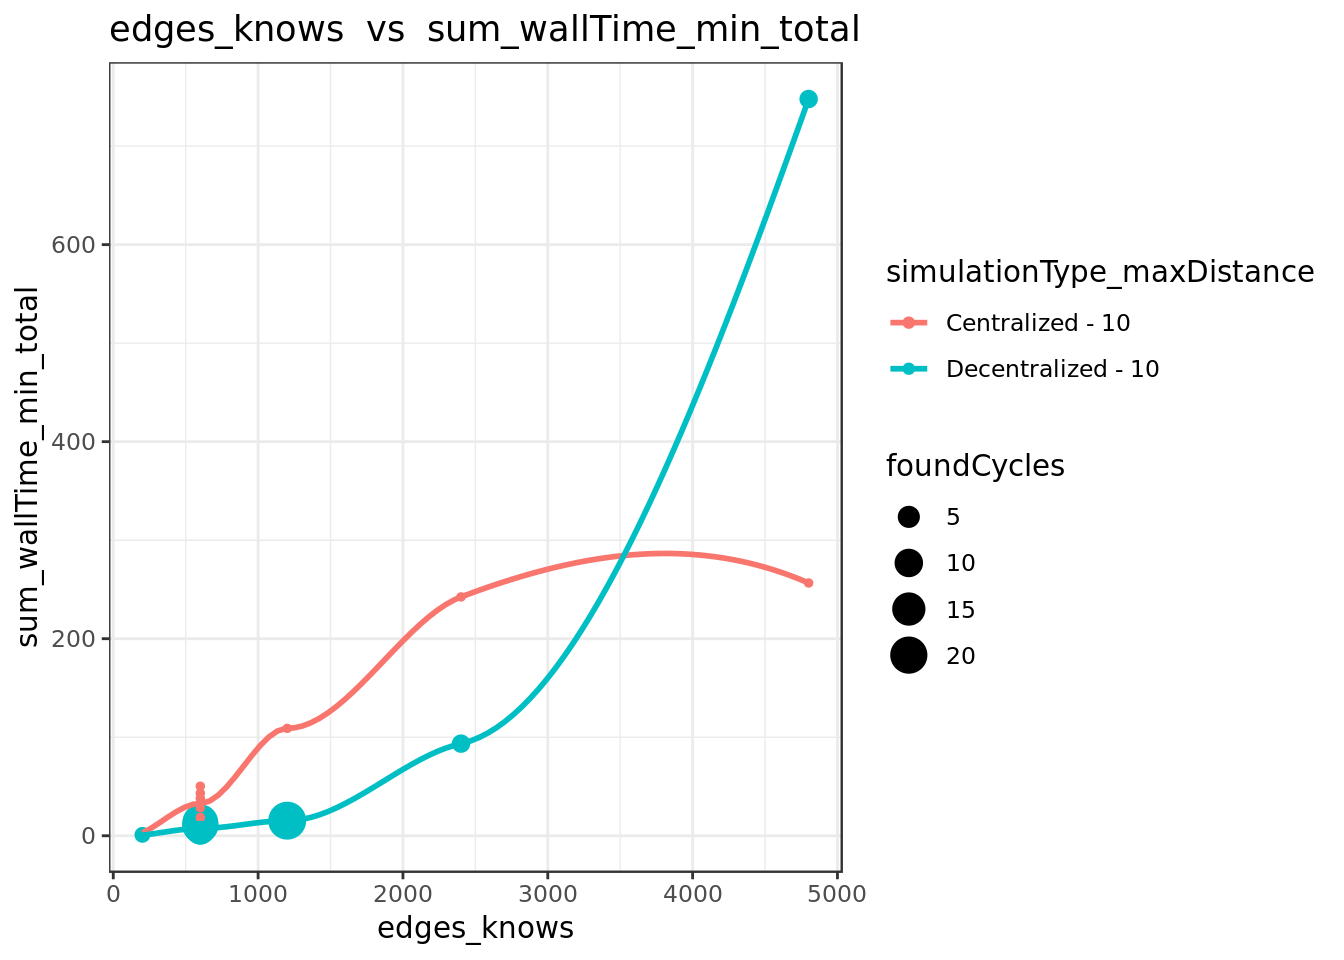 edges_knows  vs  sum_wallTime_min_total
sum_wallTime_min_total
600
400
200
0
0
1000
2000
3000
4000
5000
edges_knows
simulationType_maxDistance
Centralized - 10
Decentralized - 10
foundCycles
5
10
15
20